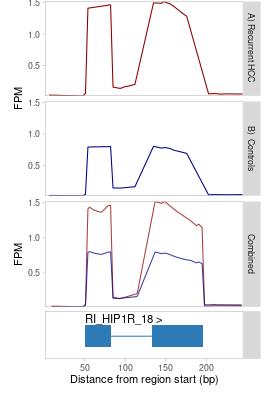 1.5
1.0
0.5
A) Recurrent HCC
FPM
1.5
1.0
0.5
B) Controls
1.5
1.0
0.5
Combined
FPM
RI_HIP1R_18 >
50 100 150 200
Distance from region start (bp)